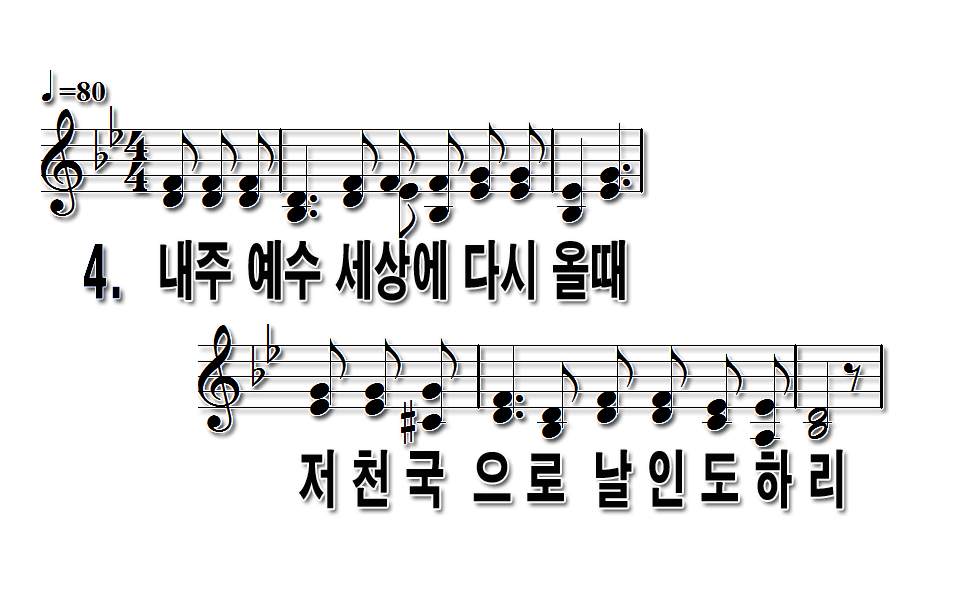 =80
4. 내주 예수 세상에 다시 올때
저 천 국 으 로 날 인 도 하 리